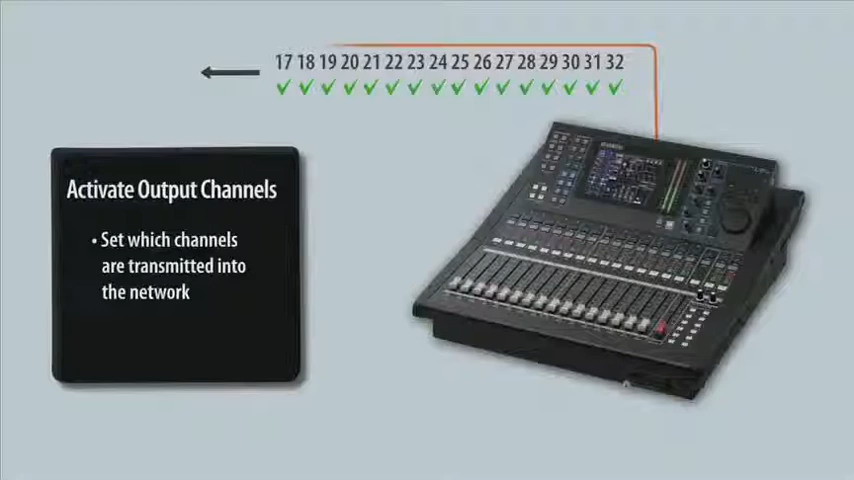 17 18 19 20 21 22 23 24 25 26 27 28 29 30 31 32
Activate Output Channels
• Set which channels
are transmitted into
the network